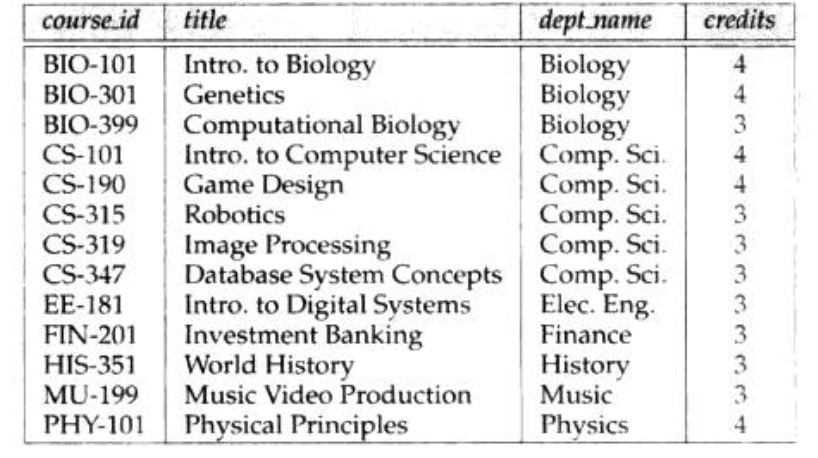 course_id title dept_name credits
BIO-101 Intro. to Biology Biology 4
BIO-301 Genetics Biology 4
BIO-399 Computational Biology Biology 3
CS-101 Intro. to Computer Science Comp. Sci. 4
CS-190 Game Design Comp. Sci. 4
CS-315 Robotics Comp. Sci. 3
CS-319 Image Processing Comp. Sci. 3
CS-347 Database System Concepts Comp. Sci. 3
EE-181 Intro. to Digital Systems Elec. Eng. 3
FIN-201 Investment Banking Finance 3
HIS-351 World History History 3
MU-199 Music Video Production Music 3
PHY-101 Physical Principles Physics 4